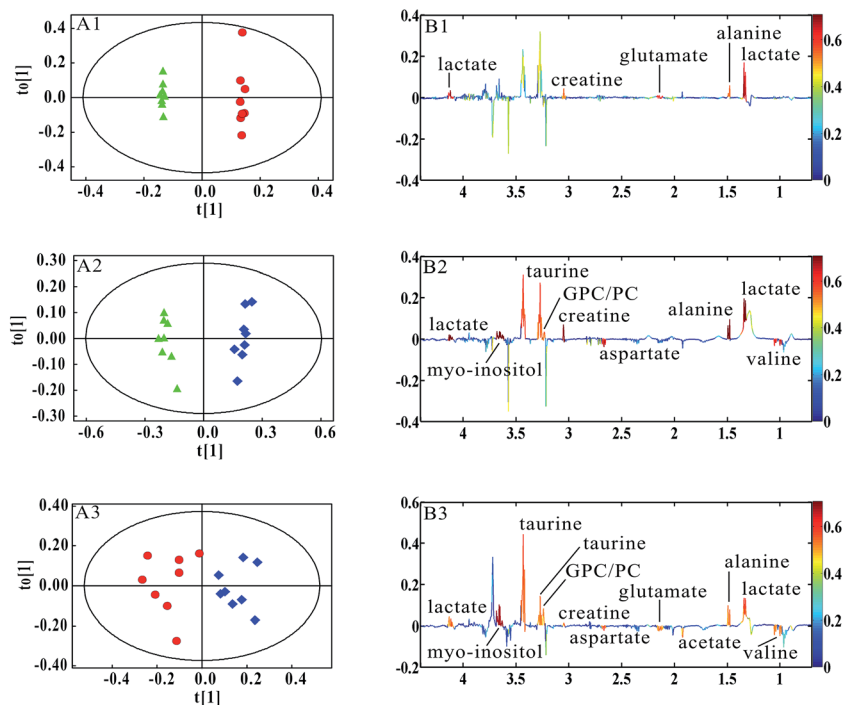 A1
to[1]
0.4
0.2
0.0
-0.2
-0.4
-0.4
-0.2
0.0
0.2
0.4
t[1]
B1
0.4
0.2
0
-0.2
-0.4
lactate
creatine
glutamate
alanine
lactate
4
3.5
3
2.5
2
1.5
1
0.6
0.4
0.2
0
A2
to[1]
0.30
0.20
0.10
0.00
-0.10
-0.20
-0.30
-0.6
-0.3
0.0
0.3
0.6
t[1]
B2
0.6
0.4
0.2
0
-0.2
-0.4
taurine
GPC/PC
creatine
lactate
myo-inositol
aspartate
alanine
lactate
valine
4
3.5
3
2.5
2
1.5
1
0.6
0.4
0.2
0
A3
to[1]
0.40
0.20
0.00
-0.20
-0.40
-0.4
-0.2
0.0
0.2
0.4
t[1]
B3
0.6
0.4
0.2
0
-0.2
taurine
taurine
GPC/PC
lactate
myo-inositol
creatine
aspartate
glutamate
acetate
alanine
lactate
valine
4
3.5
3
2.5
2
1.5
1
0.6
0.4
0.2
0